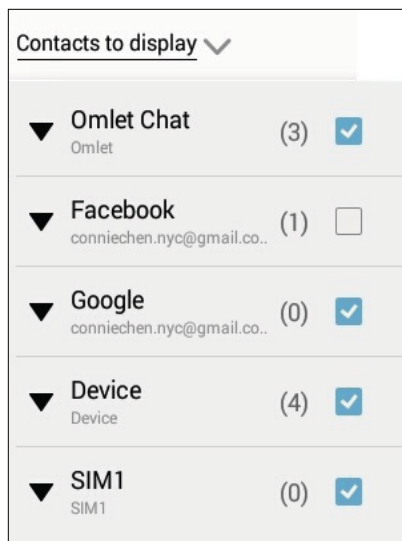 Contacts to display
Omlet Chat (3)
Omlet
Facebook (1)
conniechen.nyc@gmail.co..
Google (0)
conniechen.nyc@gmail.co..
Device (4)
Device
SIM1 (0)
SIM1